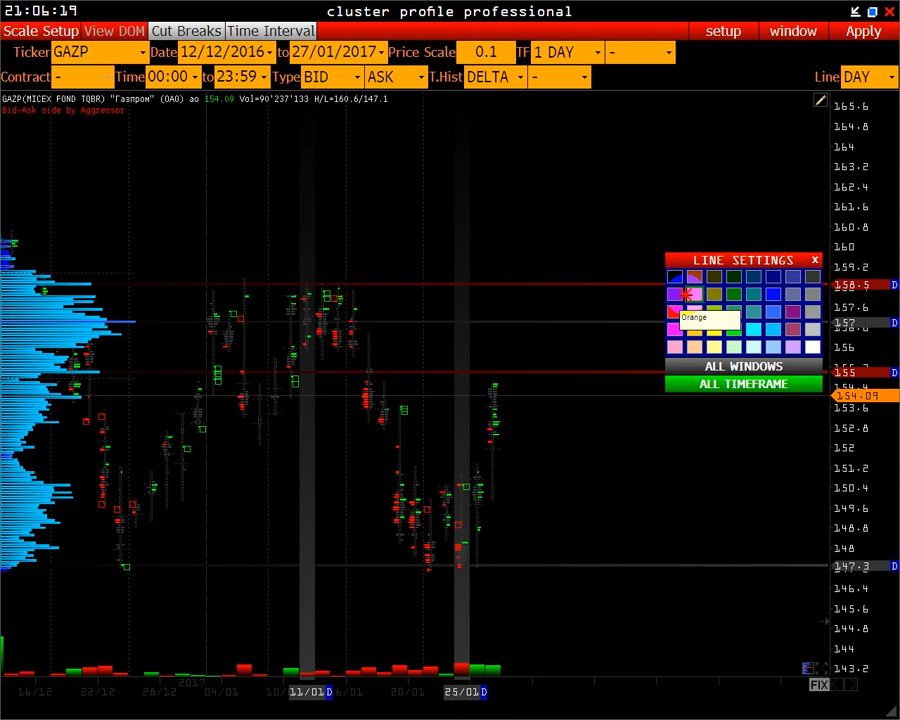 21:06:19 cluster profile professional
Scale Setup View DOM Cut Breaks Time Interval setup window Apply
Ticker GAZP Date 12/12/2016 to 27/01/2017 Price Scale 0.1 TF 1 DAY -
Contract - Time 00:00 to 23:59 Type BID ASK T.Hist DELTA - Line DAY
GAZP(MICEX FOND TQBR) "Газпром" (ОАО) ао 154.09 Vol=90'237'133 H/L=160.6/147.1
Bid-Ask side by Aggressor
165.6
164.8
164
163.2
162.4
161.6
160.8
160
159.2
158.5 D
157.6
157 D
156
155 D
154.09
153.6
152.8
152
151.2
150.4
149.6
148.8
148
147.3 D
146.4
145.6
144.8
144
143.2
LINE SETTINGS x
Orange
ALL WINDOWS
ALL TIMEFRAME
FIX
2017
16/12 22/12 28/12 04/01 11/01 D 20/01 25/01 D